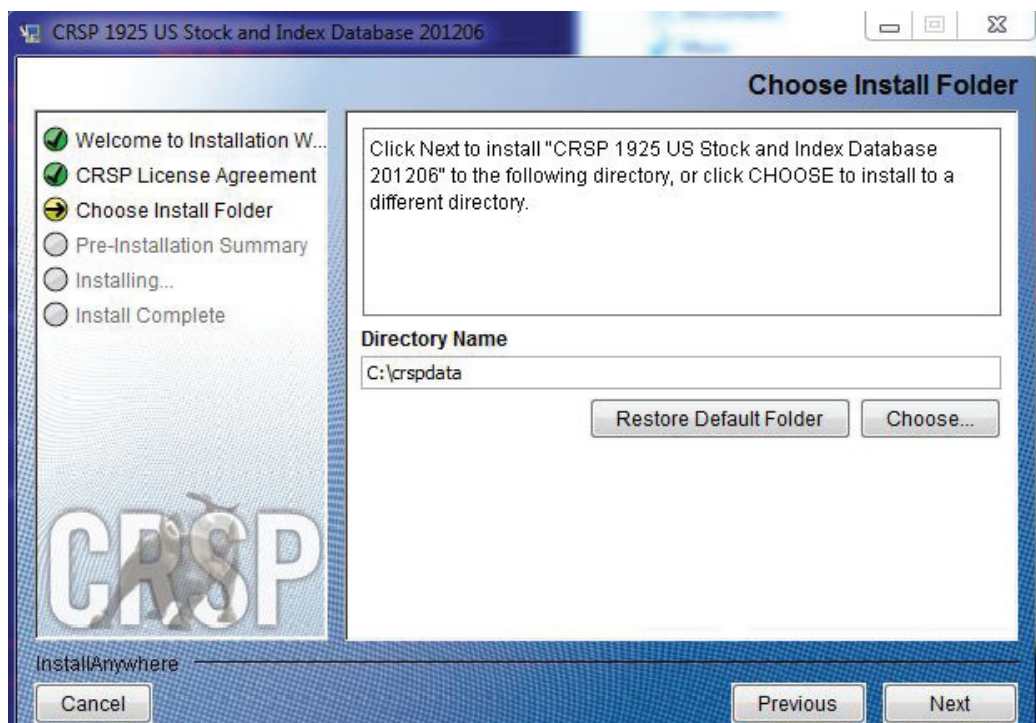 CRSP 1925 US Stock and Index Database 201206
Choose Install Folder
Welcome to Installation W...
CRSP License Agreement
Choose Install Folder
Pre-Installation Summary
Installing...
Install Complete
CRSP
Click Next to install "CRSP 1925 US Stock and Index Database
201206" to the following directory, or click CHOOSE to install to a
different directory.
Directory Name
C:\crspdata
Restore Default Folder
Choose...
InstallAnywhere
Cancel
Previous
Next